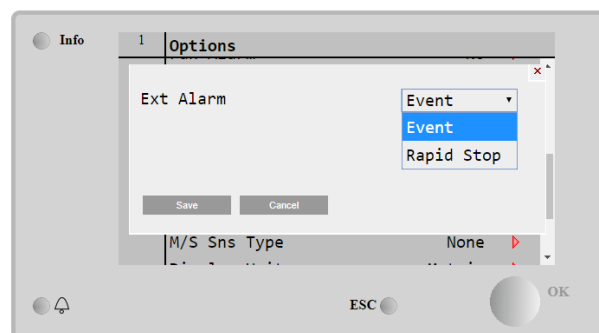 Info
1 Options
Ext Alarm
Event
Event
Rapid Stop
Save Cancel
M/S Sns Type None
ESC
OK